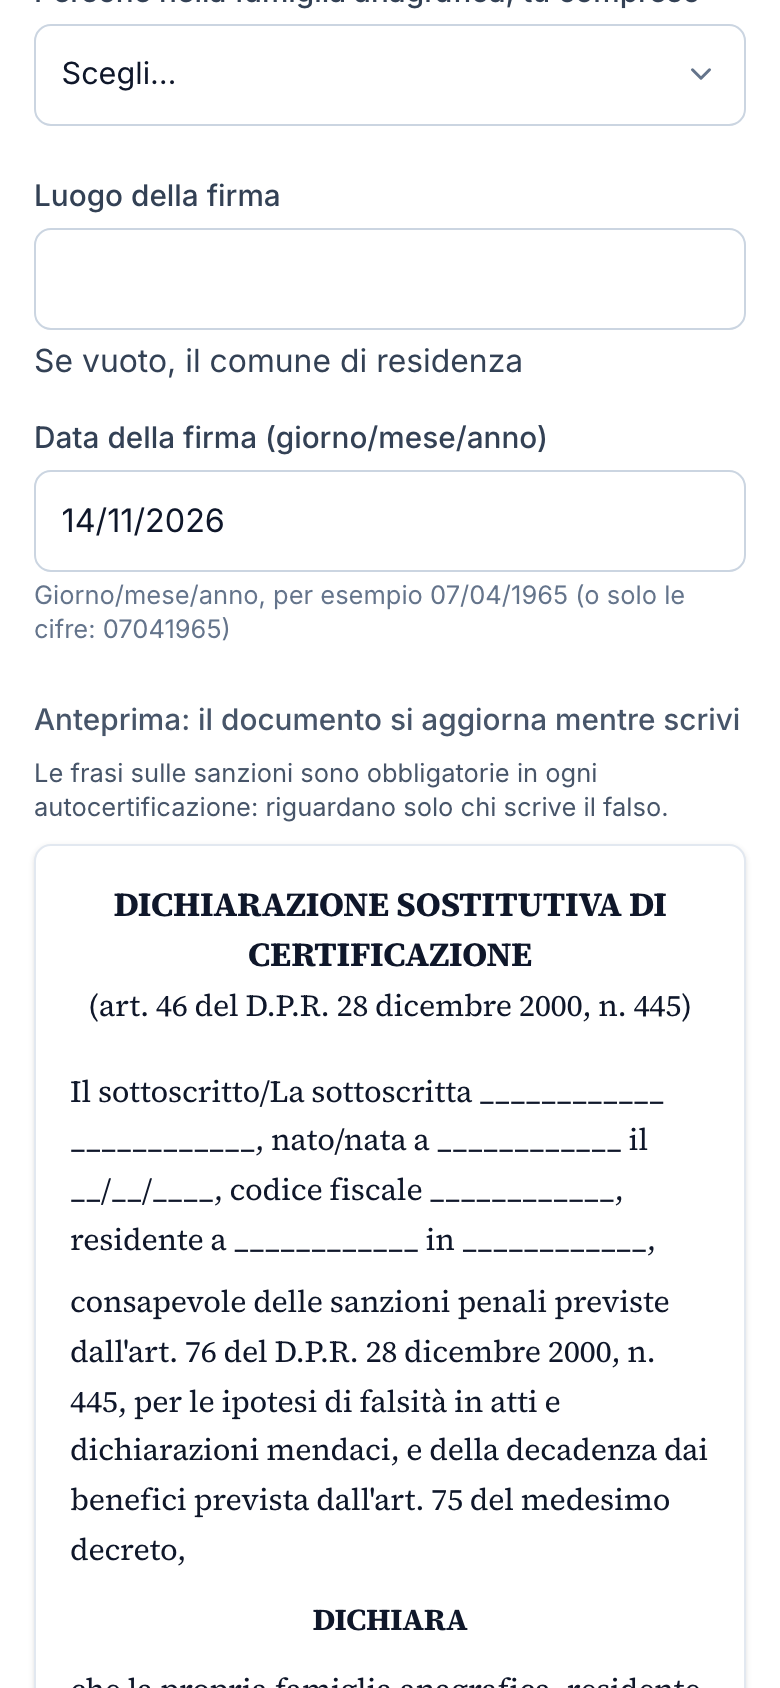 Scegli...
Luogo della firma
Se vuoto, il comune di residenza
Data della firma (giorno/mese/anno)
14/11/2026
Giorno/mese/anno, per esempio 07/04/1965 (o solo le
cifre: 07041965)
Anteprima: il documento si aggiorna mentre scrivi
Le frasi sulle sanzioni sono obbligatorie in ogni
autocertificazione: riguardano solo chi scrive il falso.
DICHIARAZIONE SOSTITUTIVA DI
CERTIFICAZIONE
(art. 46 del D.P.R. 28 dicembre 2000, n. 445)
Il sottoscritto/La sottoscritta ____________
____________, nato/nata a ____________ il
__/__/____, codice fiscale ____________,
residente a ____________ in ____________,
consapevole delle sanzioni penali previste
dall'art. 76 del D.P.R. 28 dicembre 2000, n.
445, per le ipotesi di falsità in atti e
dichiarazioni mendaci, e della decadenza dai
benefici prevista dall'art. 75 del medesimo
decreto,
DICHIARA